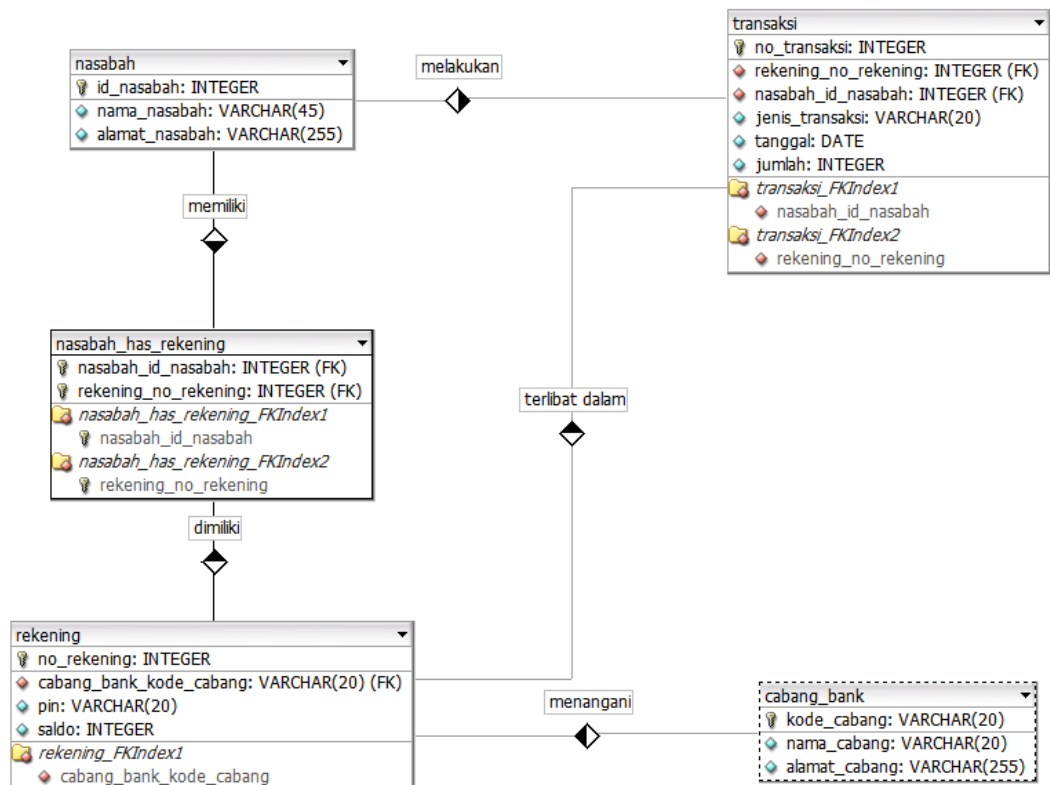 nasabah
id_nasabah: INTEGER
nama_nasabah: VARCHAR(45)
alamat_nasabah: VARCHAR(255)
melakukan
transaksi
no_transaksi: INTEGER
rekening_no_rekening: INTEGER (FK)
nasabah_id_nasabah: INTEGER (FK)
jenis_transaksi: VARCHAR(20)
tanggal: DATE
jumlah: INTEGER
transaksi_FKIndex1
nasabah_id_nasabah
transaksi_FKIndex2
rekening_no_rekening
memiliki
nasabah_has_rekening
nasabah_id_nasabah: INTEGER (FK)
rekening_no_rekening: INTEGER (FK)
nasabah_has_rekening_FKIndex1
nasabah_id_nasabah
nasabah_has_rekening_FKIndex2
rekening_no_rekening
terlibat dalam
dimiliki
rekening
no_rekening: INTEGER
cabang_bank_kode_cabang: VARCHAR(20) (FK)
pin: VARCHAR(20)
saldo: INTEGER
rekening_FKIndex1
cabang_bank_kode_cabang
menangani
cabang_bank
kode_cabang: VARCHAR(20)
nama_cabang: VARCHAR(20)
alamat_cabang: VARCHAR(255)